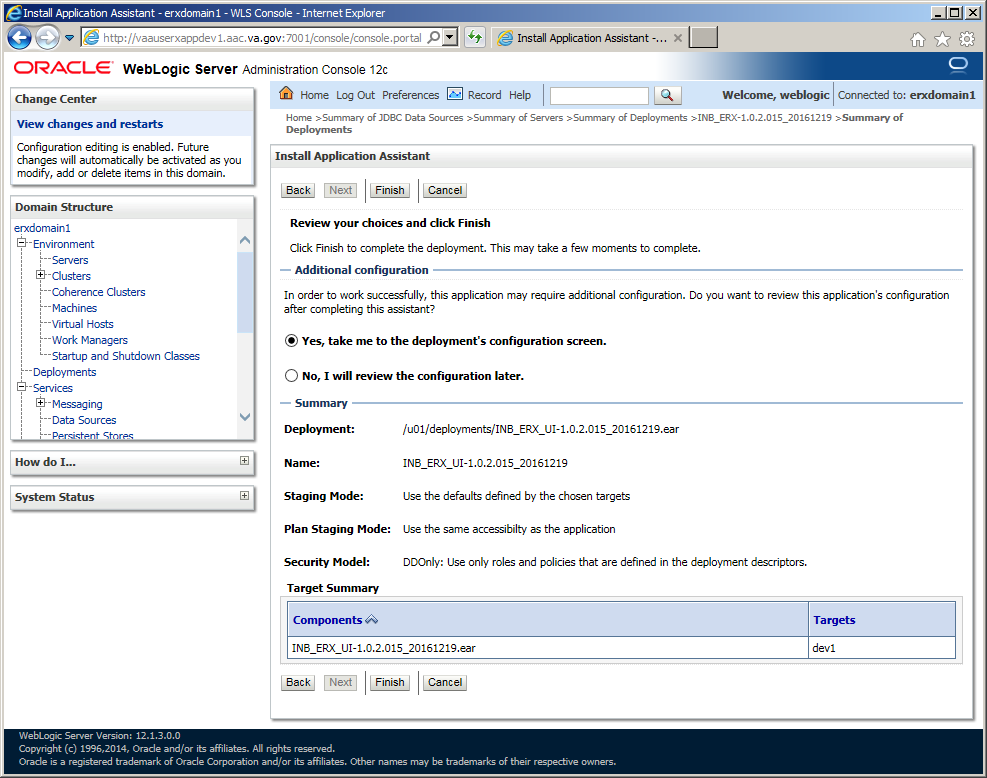 Install Application Assistant - erxdomain1 - WLS Console - Internet Explorer
http://vaauserxappdev1.aac.va.gov:7001/console/console.portal
Install Application Assistant -...
ORACLE WebLogic Server Administration Console 12c
Change Center
View changes and restarts
Configuration editing is enabled. Future
changes will automatically be activated as you
modify, add or delete items in this domain.
Domain Structure
erxdomain1
Environment
Servers
Clusters
Coherence Clusters
Machines
Virtual Hosts
Work Managers
Startup and Shutdown Classes
Deployments
Services
Messaging
Data Sources
Persistent Stores
How do I...
System Status
Home Log Out Preferences Record Help
Welcome, weblogic Connected to: erxdomain1
Home >Summary of JDBC Data Sources >Summary of Servers >Summary of Deployments >INB_ERX-1.0.2.015_20161219 >Summary of
Deployments
Install Application Assistant
Back Next Finish Cancel
Review your choices and click Finish
Click Finish to complete the deployment. This may take a few moments to complete.
Additional configuration
In order to work successfully, this application may require additional configuration. Do you want to review this application's configuration
after completing this assistant?
Yes, take me to the deployment's configuration screen.
No, I will review the configuration later.
Summary
Deployment: /u01/deployments/INB_ERX_UI-1.0.2.015_20161219.ear
Name: INB_ERX_UI-1.0.2.015_20161219
Staging Mode: Use the defaults defined by the chosen targets
Plan Staging Mode: Use the same accessibilty as the application
Security Model: DDOnly: Use only roles and policies that are defined in the deployment descriptors.
Target Summary
Components Targets
INB_ERX_UI-1.0.2.015_20161219.ear dev1
Back Next Finish Cancel
WebLogic Server Version: 12.1.3.0.0
Copyright (c) 1996,2014, Oracle and/or its affiliates. All rights reserved.
Oracle is a registered trademark of Oracle Corporation and/or its affiliates. Other names may be trademarks of their respective owners.